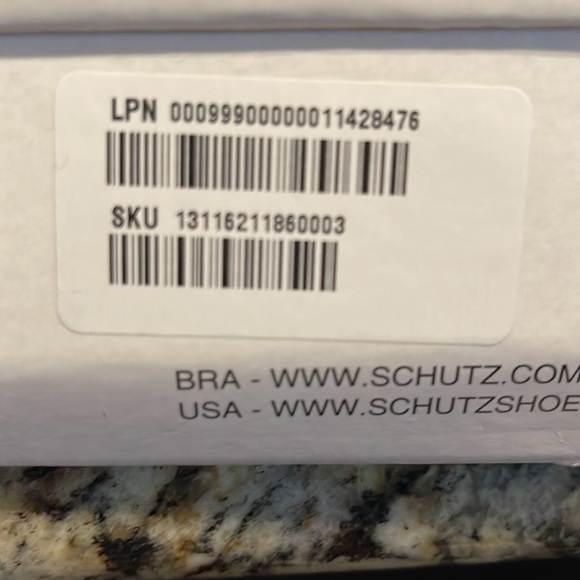 LPN 00099900000011428476
SKU 13116211860003
BRA - WWW.SCHUTZ.COM
USA - WWW.SCHUTZSHOE